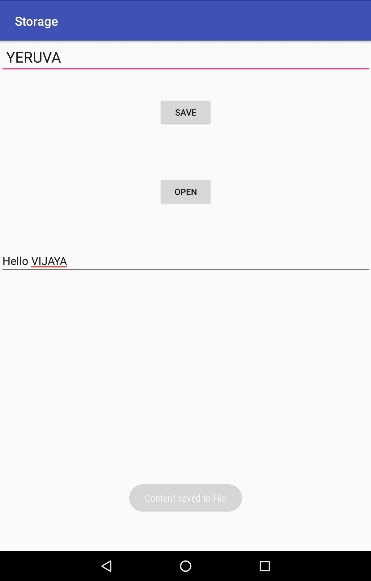 Storage
YERUVA
SAVE
OPEN
Hello VIJAYA
Content saved to File